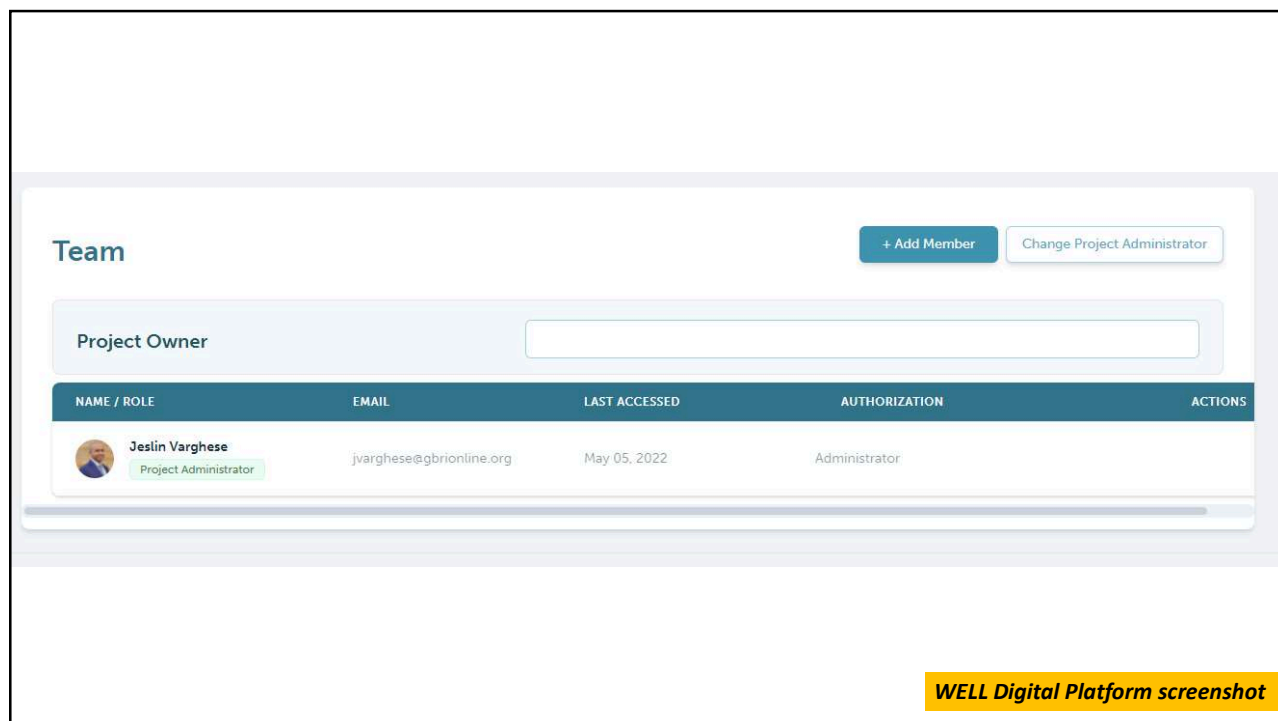 Team
+ Add Member
Change Project Administrator
Project Owner
NAME / ROLE EMAIL LAST ACCESSED AUTHORIZATION ACTIONS
Jeslin Varghese
Project Administrator
jvarghese@gbrionline.org May 05, 2022 Administrator
WELL Digital Platform screenshot